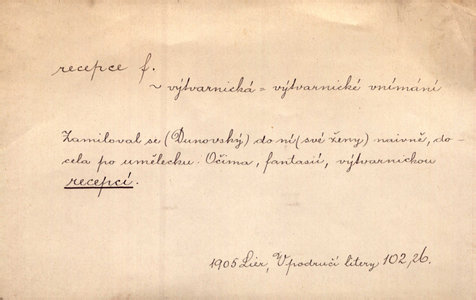 recepce f.
~ výtvarnická = výtvarnické vnímání
Zamiloval se (Dunovský) do ní (své ženy) naivně, do-
cela po umělecku. Očima, fantasií, výtvarnickou
recepcí.
1905 Lier, V područí litery 102, 26.